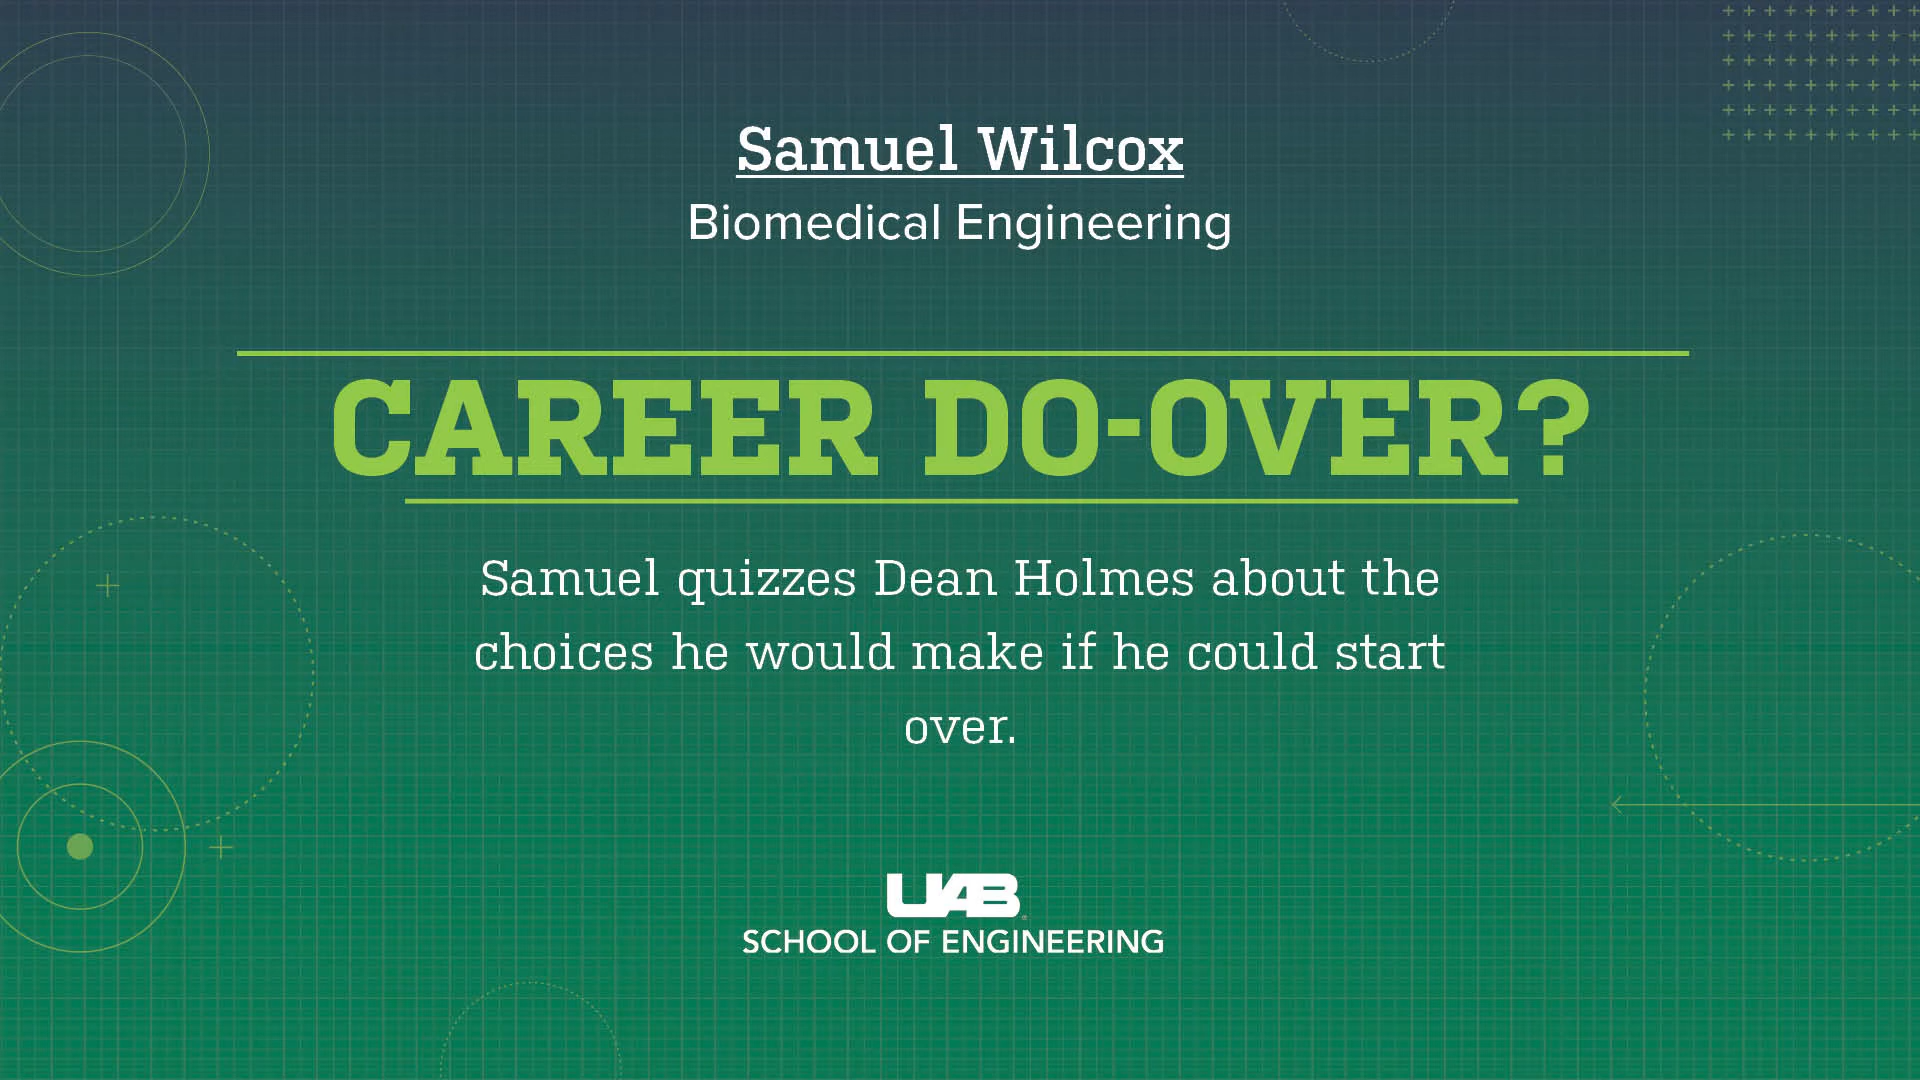 Samuel Wilcox
Biomedical Engineering
CAREER DO-OVER?
Samuel quizzes Dean Holmes about the
choices he would make if he could start
over.
UAB
SCHOOL OF ENGINEERING